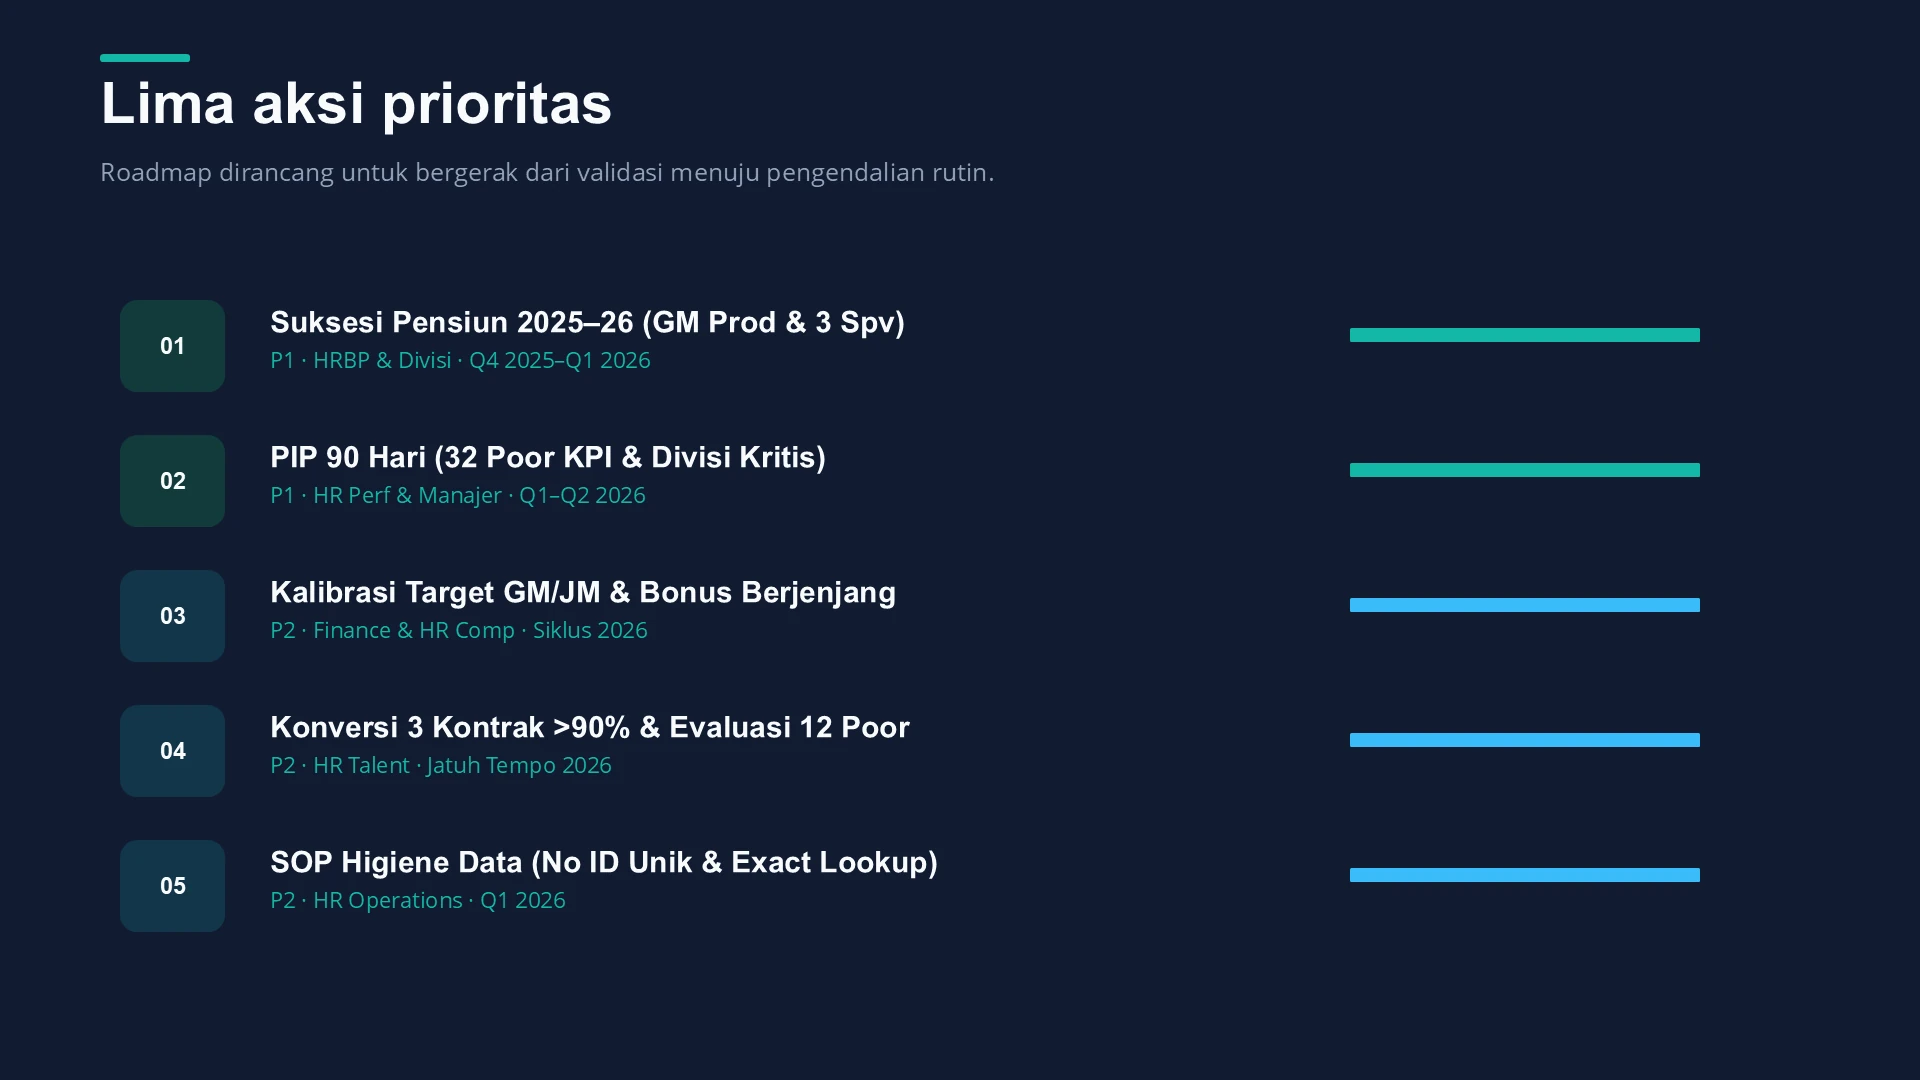 Lima aksi prioritas
Roadmap dirancang untuk bergerak dari validasi menuju pengendalian rutin.
01
Suksesi Pensiun 2025–26 (GM Prod & 3 Spv)
P1 · HRBP & Divisi · Q4 2025–Q1 2026
02
PIP 90 Hari (32 Poor KPI & Divisi Kritis)
P1 · HR Perf & Manajer · Q1–Q2 2026
03
Kalibrasi Target GM/JM & Bonus Berjenjang
P2 · Finance & HR Comp · Siklus 2026
04
Konversi 3 Kontrak >90% & Evaluasi 12 Poor
P2 · HR Talent · Jatuh Tempo 2026
05
SOP Higiene Data (No ID Unik & Exact Lookup)
P2 · HR Operations · Q1 2026